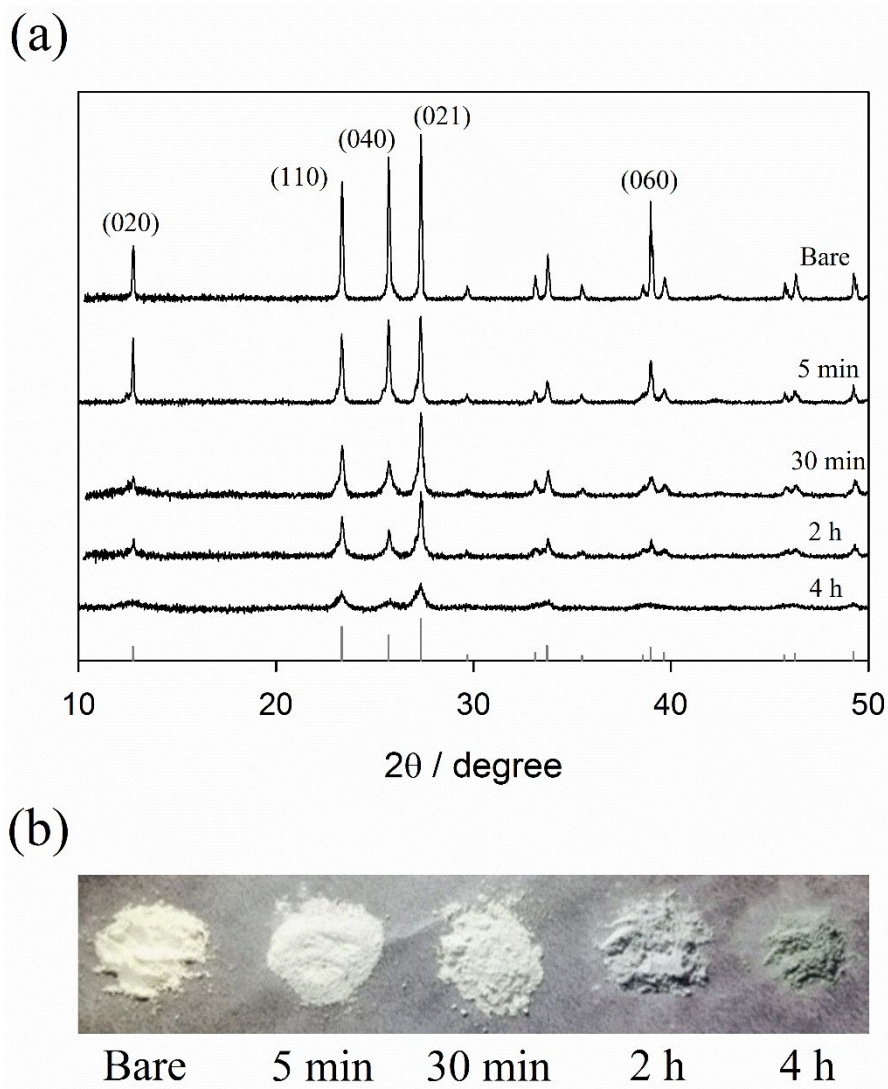 (a)
(021)
(040)
(110)
(060)
(020)
Bare
5 min
30 min
2 h
4 h
10 20 30 40 50
2θ / degree
(b)
Bare 5 min 30 min 2 h 4 h